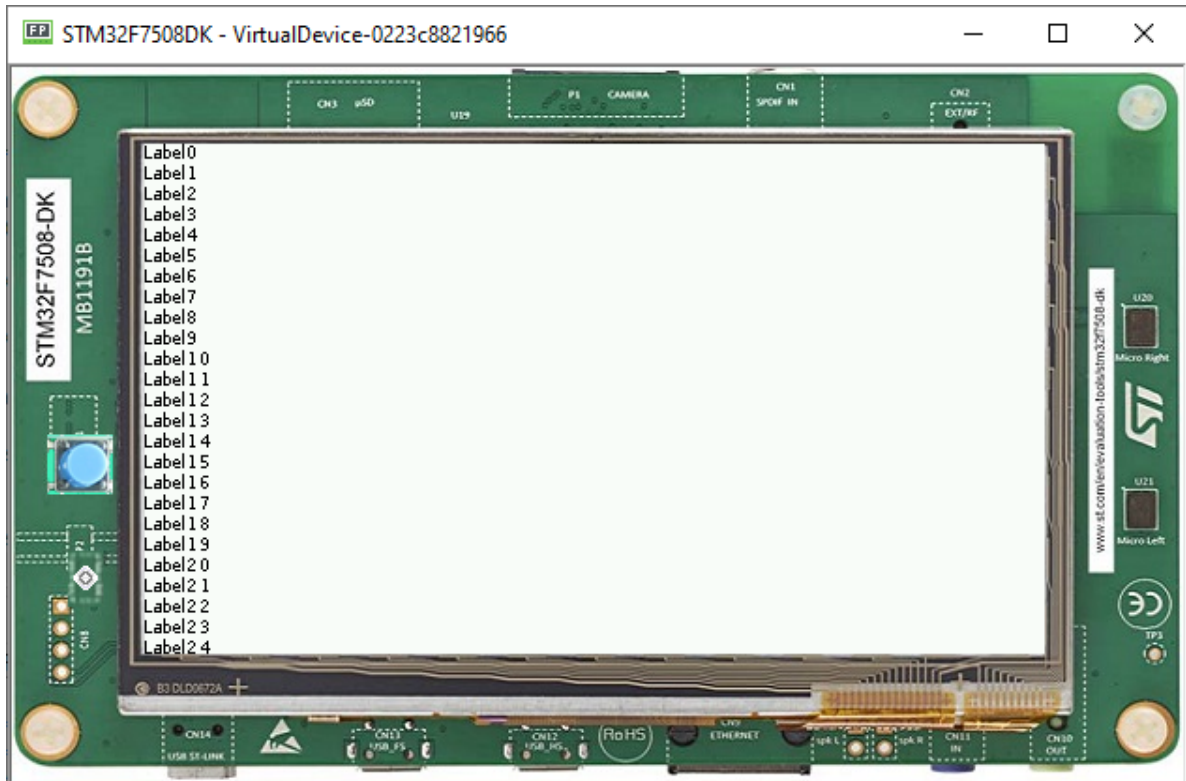 STM32F7508DK - VirtualDevice-0223c8821966
CN3 µSD
U19
P1 CAMERA
CN1
SPDIF IN
CN2
EXT/RF
STM32F7508-DK
MB1191B
Label0
Label1
Label2
Label3
Label4
Label5
Label6
Label7
Label8
Label9
Label10
Label11
Label12
Label13
Label14
Label15
Label16
Label17
Label18
Label19
Label20
Label21
Label22
Label23
Label24
www.st.com/en/evaluation-tools/stm32f7508-dk
U20
Micro Right
U21
Micro Left
TP3
P2
CN8
B3 DLD0672A
CN14
USB ST-LINK
CN13
USB_FS
CN12
USB_HS
RoHS
CN9
ETHERNET
spk L
spk R
CN11
IN
CN10
OUT